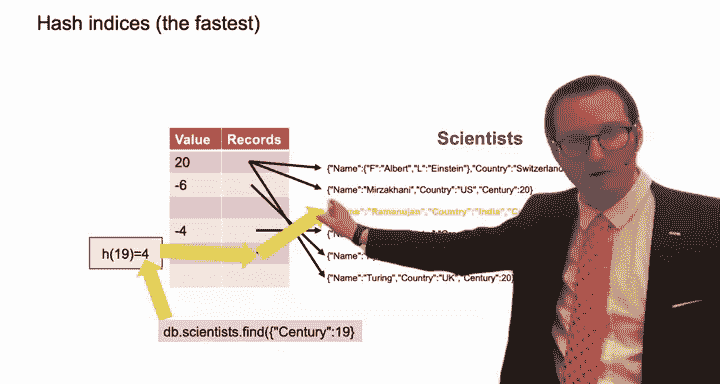 Hash indices (the fastest)
Value Records
20
-6
-4
h(19)=4
db.scientists.find({"Century":19}
Scientists
{"Name":{"F":"Albert","L":"Einstein"},"Country":"Switzerland
{"Name":"Mirzakhani","Country":"US","Century":20}
"Ramanujan","Country":"India","C
{"N
{"Name":"
{"Name":"Turing","Country":"UK", Century":20}